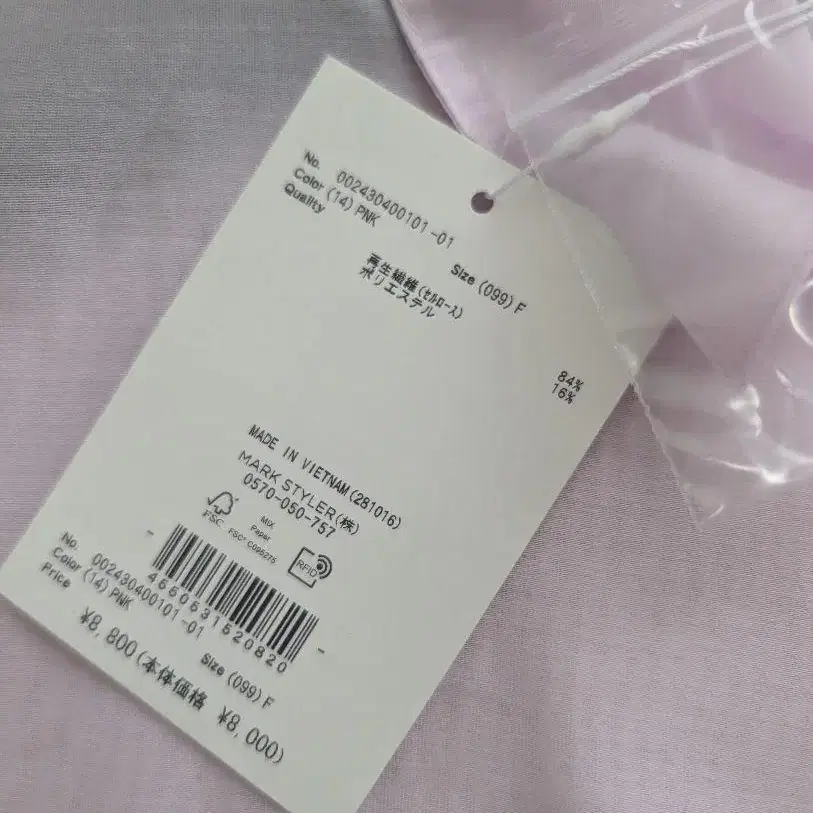 No. 002430400101-01
Color (14) PNK Size (099) F
Quality
再生繊維(ｾﾙﾛｰｽ) 84%
ポリエステル 16%
MADE IN VIETNAM(281016)
MARK STYLER(株)
0570-050-757
FSC MIX
Paper
FSC® C095275
RFID
4550631520820
No. 002430400101-01
Color (14) PNK Size (099) F
Price
¥8,800(本体価格 ¥8,000)